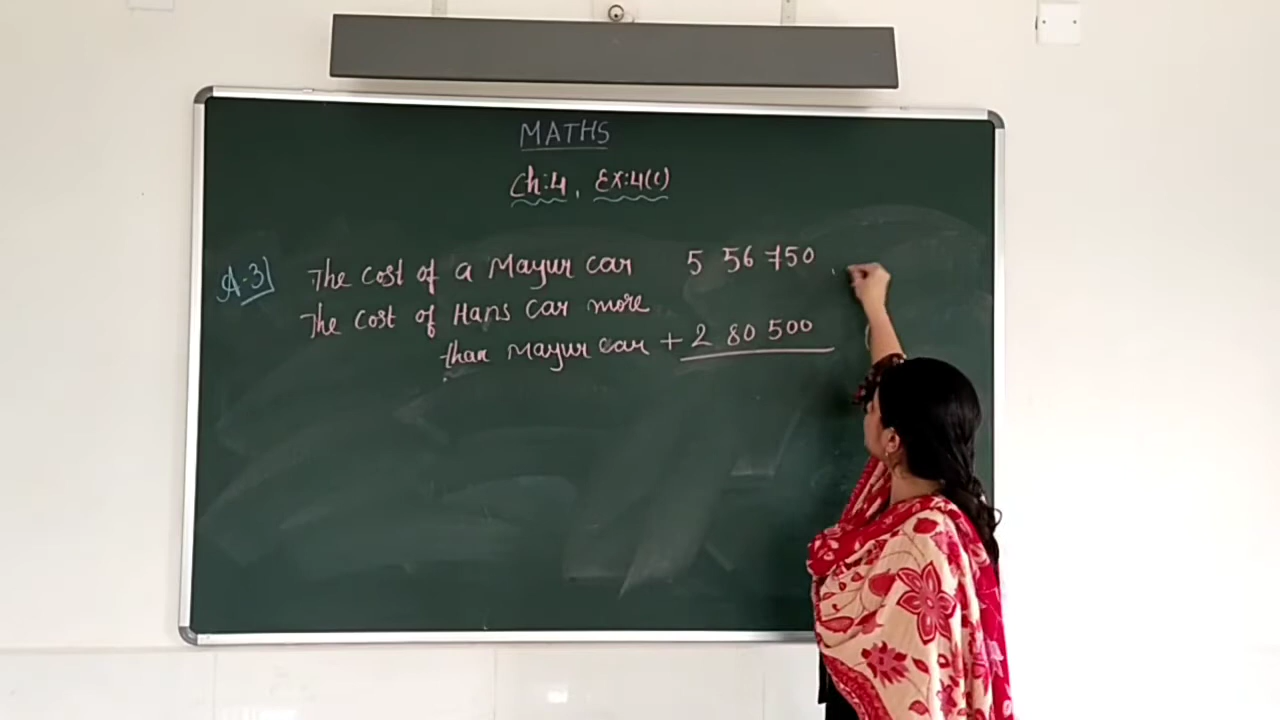 MATHS
Ch:4, Ex:4(c)
A-3] The cost of a Mayur car 5 56 750
The cost of Hans car more
than Mayur car + 2 80 500